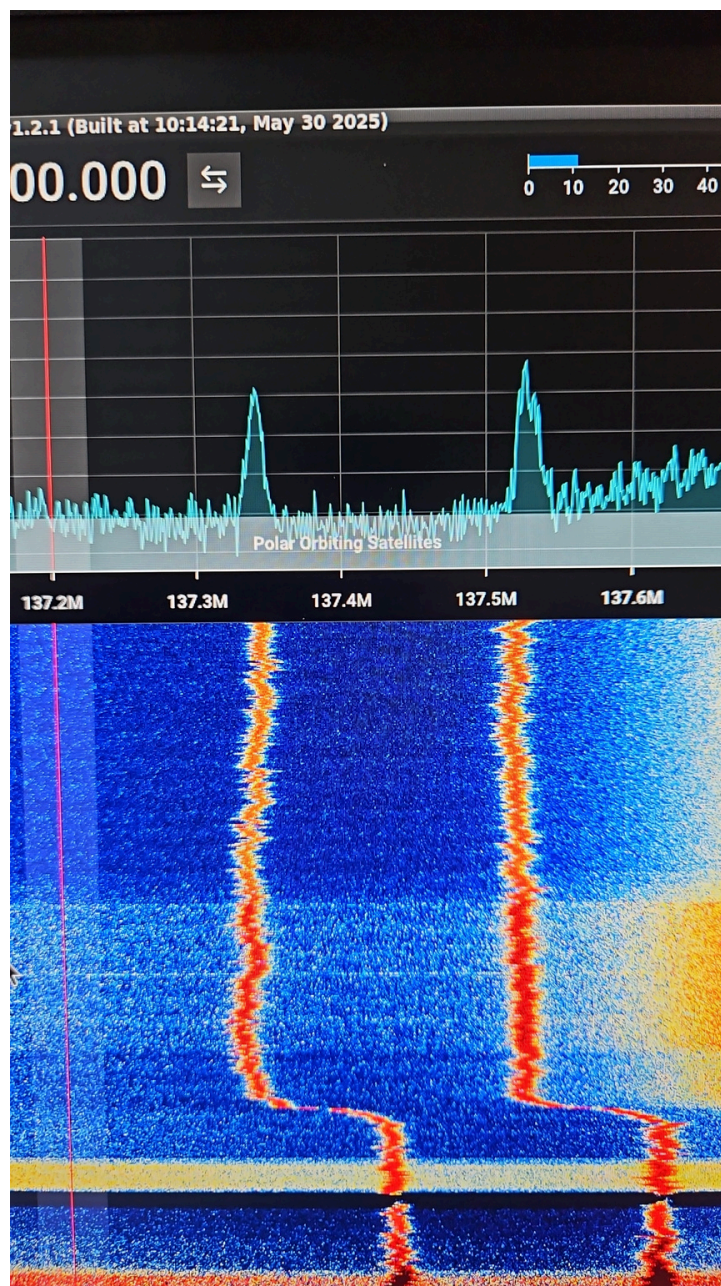 1.2.1 (Built at 10:14:21, May 30 2025)
00.000
0 10 20 30 40
Polar Orbiting Satellites
137.2M 137.3M 137.4M 137.5M 137.6M